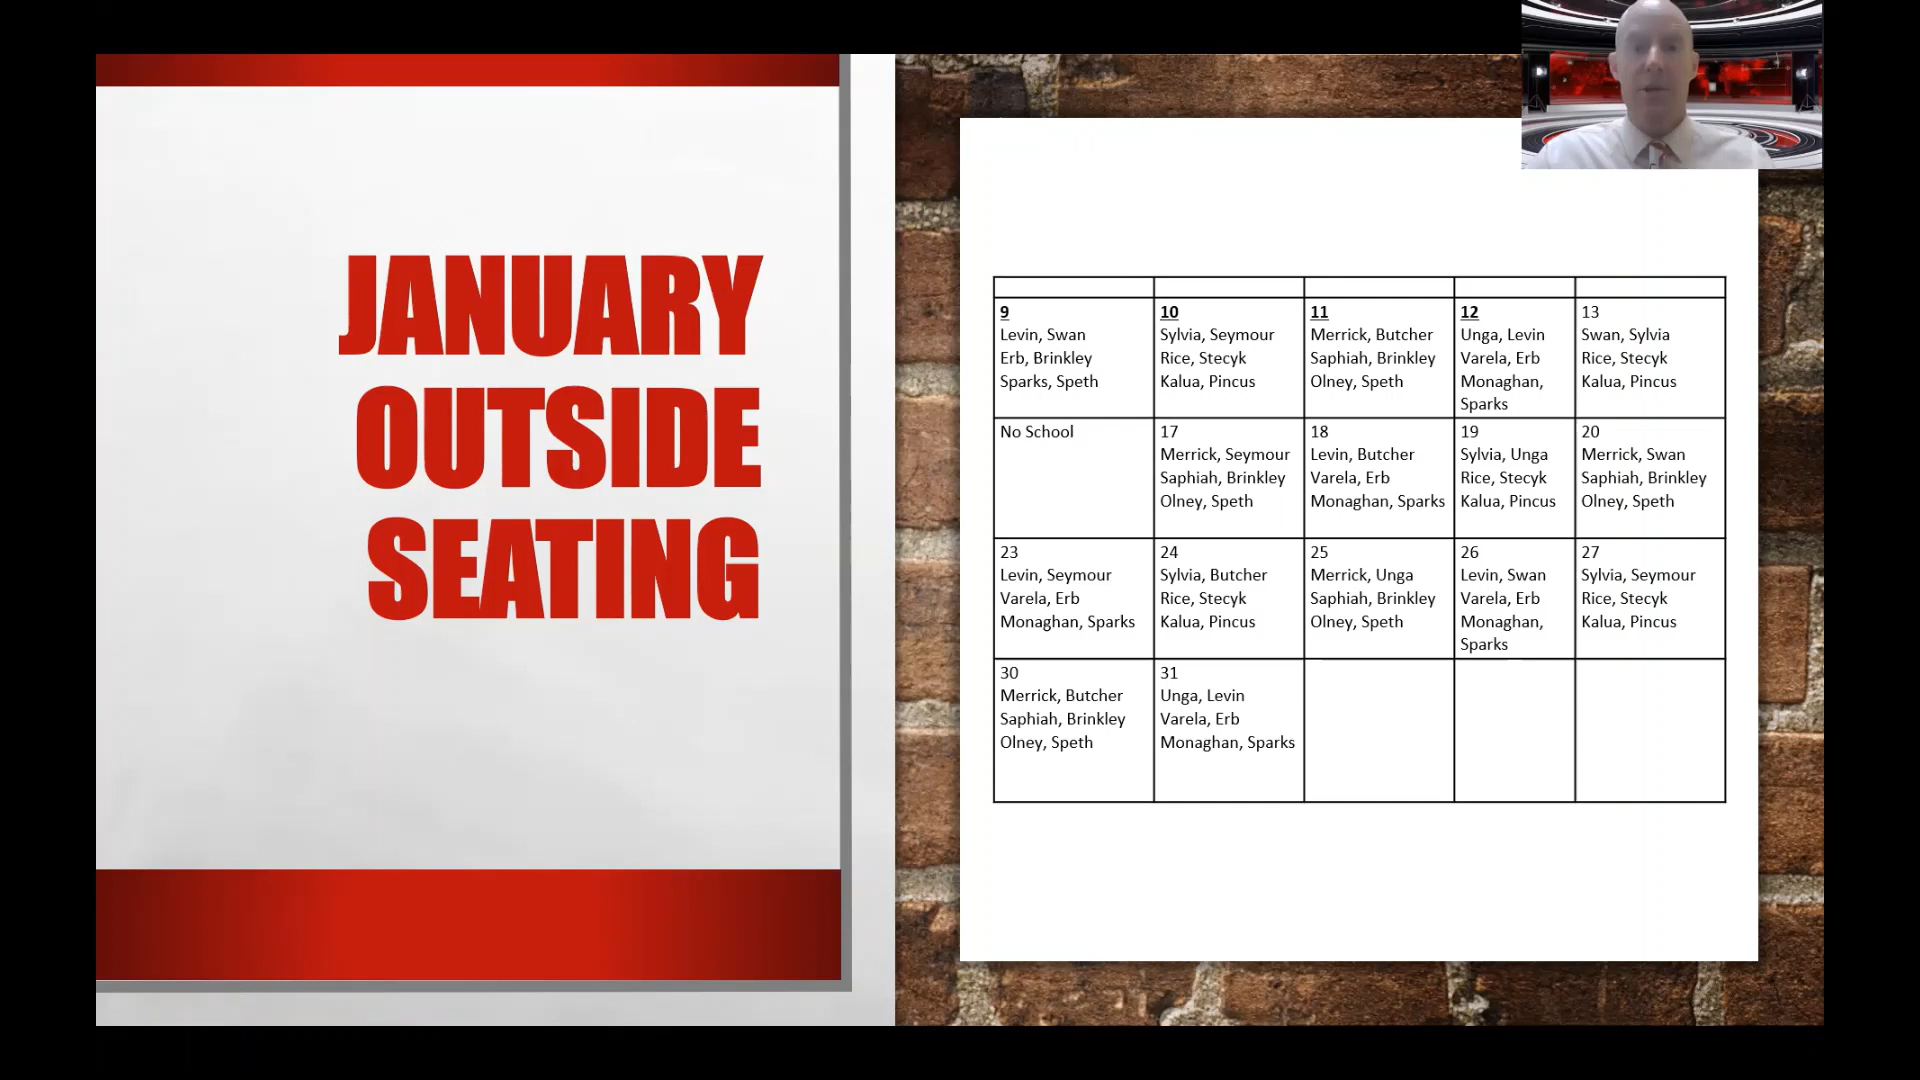 JANUARY
OUTSIDE
SEATING
9
Levin, Swan
Erb, Brinkley
Sparks, Speth
10
Sylvia, Seymour
Rice, Stecyk
Kalua, Pincus
11
Merrick, Butcher
Saphiah, Brinkley
Olney, Speth
12
Unga, Levin
Varela, Erb
Monaghan,
Sparks
13
Swan, Sylvia
Rice, Stecyk
Kalua, Pincus
No School
17
Merrick, Seymour
Saphiah, Brinkley
Olney, Speth
18
Levin, Butcher
Varela, Erb
Monaghan, Sparks
19
Sylvia, Unga
Rice, Stecyk
Kalua, Pincus
20
Merrick, Swan
Saphiah, Brinkley
Olney, Speth
23
Levin, Seymour
Varela, Erb
Monaghan, Sparks
24
Sylvia, Butcher
Rice, Stecyk
Kalua, Pincus
25
Merrick, Unga
Saphiah, Brinkley
Olney, Speth
26
Levin, Swan
Varela, Erb
Monaghan,
Sparks
27
Sylvia, Seymour
Rice, Stecyk
Kalua, Pincus
30
Merrick, Butcher
Saphiah, Brinkley
Olney, Speth
31
Unga, Levin
Varela, Erb
Monaghan, Sparks